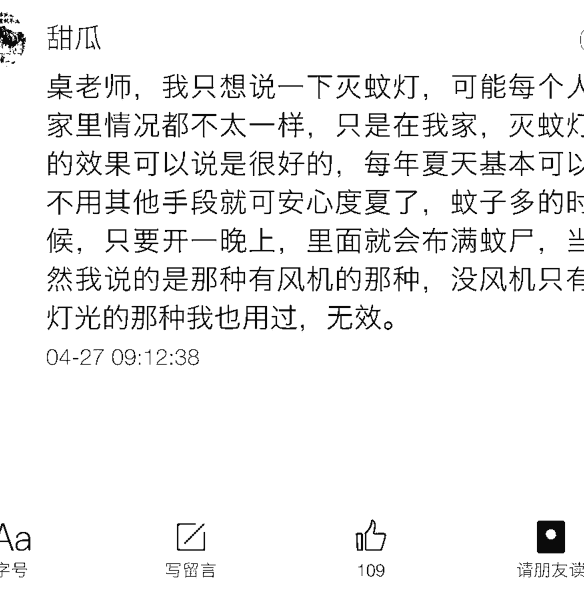 甜瓜
桌老师，我只想说一下灭蚊灯，可能每个人
家里情况都不太一样，只是在我家，灭蚊灯
的效果可以说是很好的，每年夏天基本可以
不用其他手段就可安心度夏了，蚊子多的时
候，只要开一晚上，里面就会布满蚊尸，当
然我说的是那种有风机的那种，没风机只有
灯光的那种我也用过，无效。
04-27 09:12:38
Aa
字号 写留言 109 请朋友读